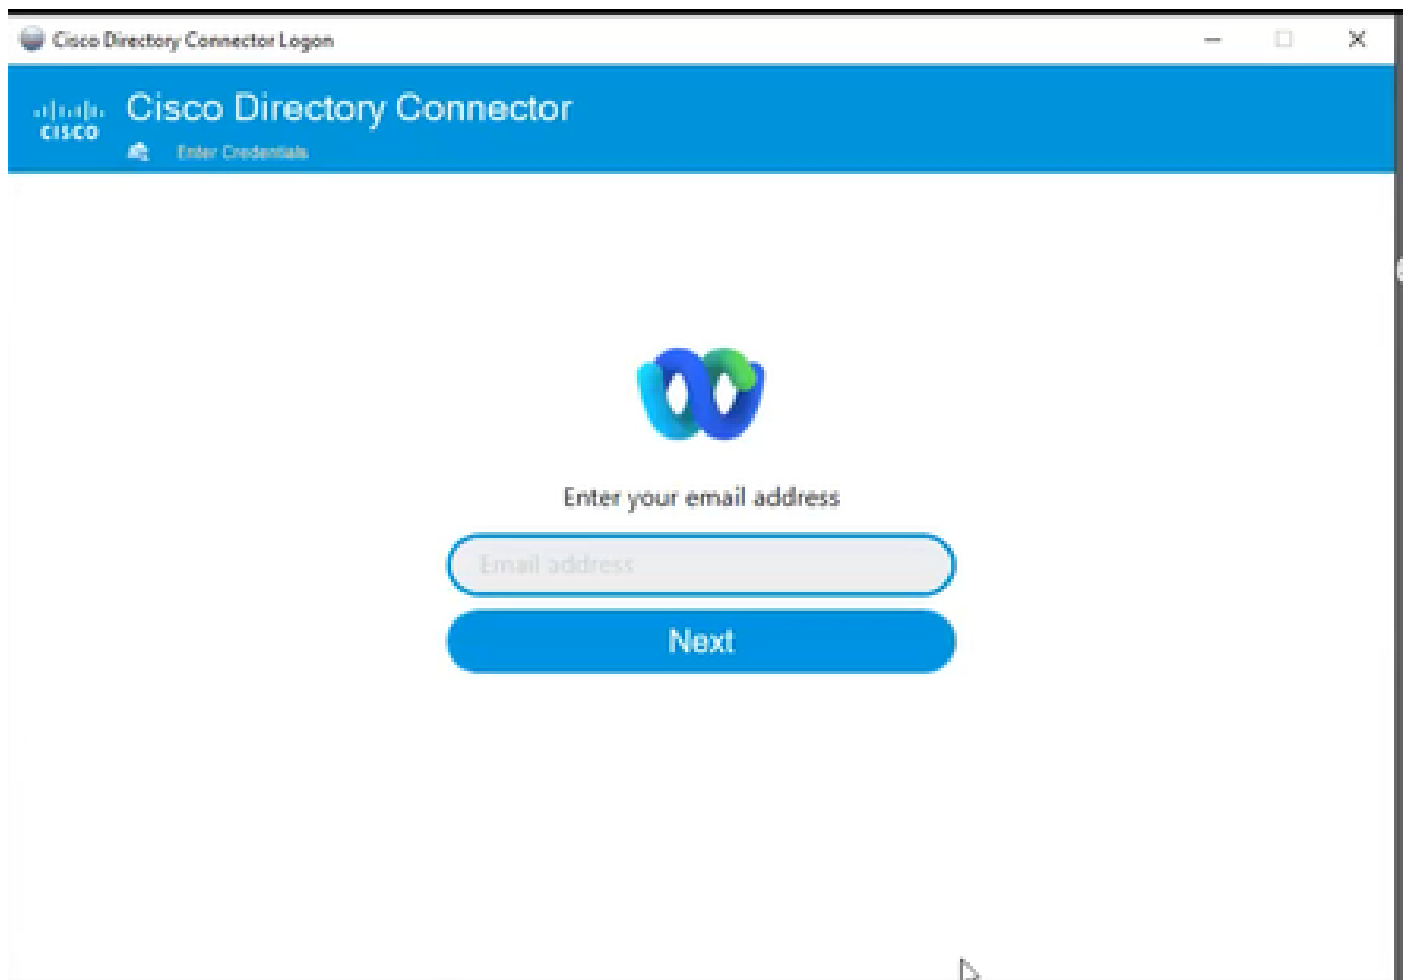 Cisco Directory Connector Logon
Cisco Directory Connector
CISCO
Enter Credentials
Enter your email address
Email address
Next